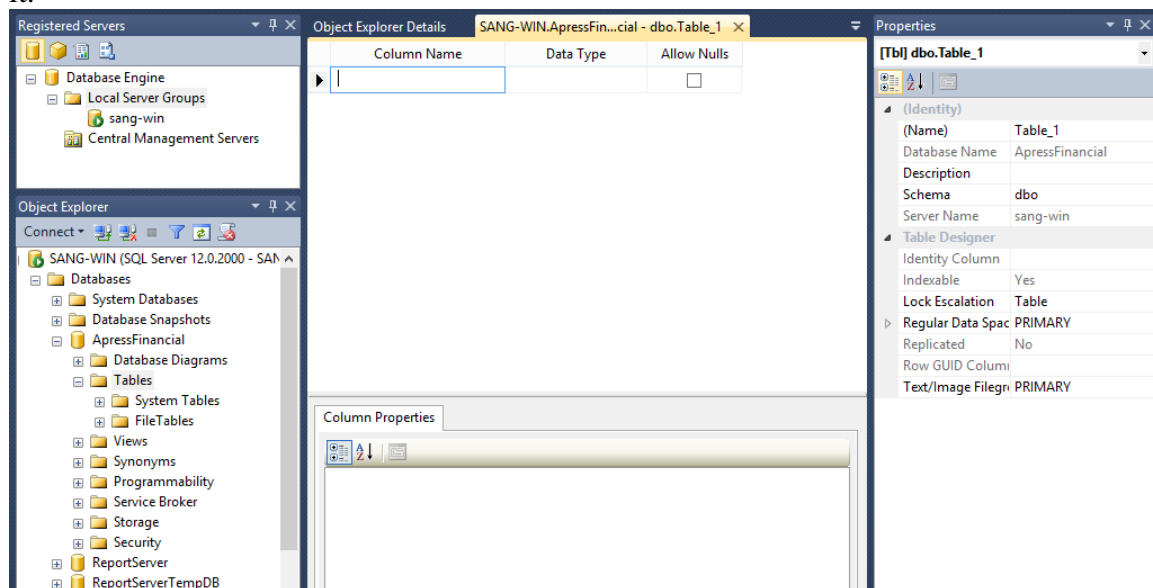 it.
Registered Servers
Database Engine
Local Server Groups
sang-win
Central Management Servers
Object Explorer
Connect
SANG-WIN (SQL Server 12.0.2000 - SAN
Databases
System Databases
Database Snapshots
ApressFinancial
Database Diagrams
Tables
System Tables
FileTables
Views
Synonyms
Programmability
Service Broker
Storage
Security
ReportServer
ReportServerTempDB
Object Explorer Details SANG-WIN.ApressFin...cial - dbo.Table_1
Column Name Data Type Allow Nulls
Column Properties
Properties
[Tbl] dbo.Table_1
(Identity)
(Name) Table_1
Database Name ApressFinancial
Description
Schema dbo
Server Name sang-win
Table Designer
Identity Column
Indexable Yes
Lock Escalation Table
Regular Data Spac PRIMARY
Replicated No
Row GUID Colum
Text/Image Filegr PRIMARY